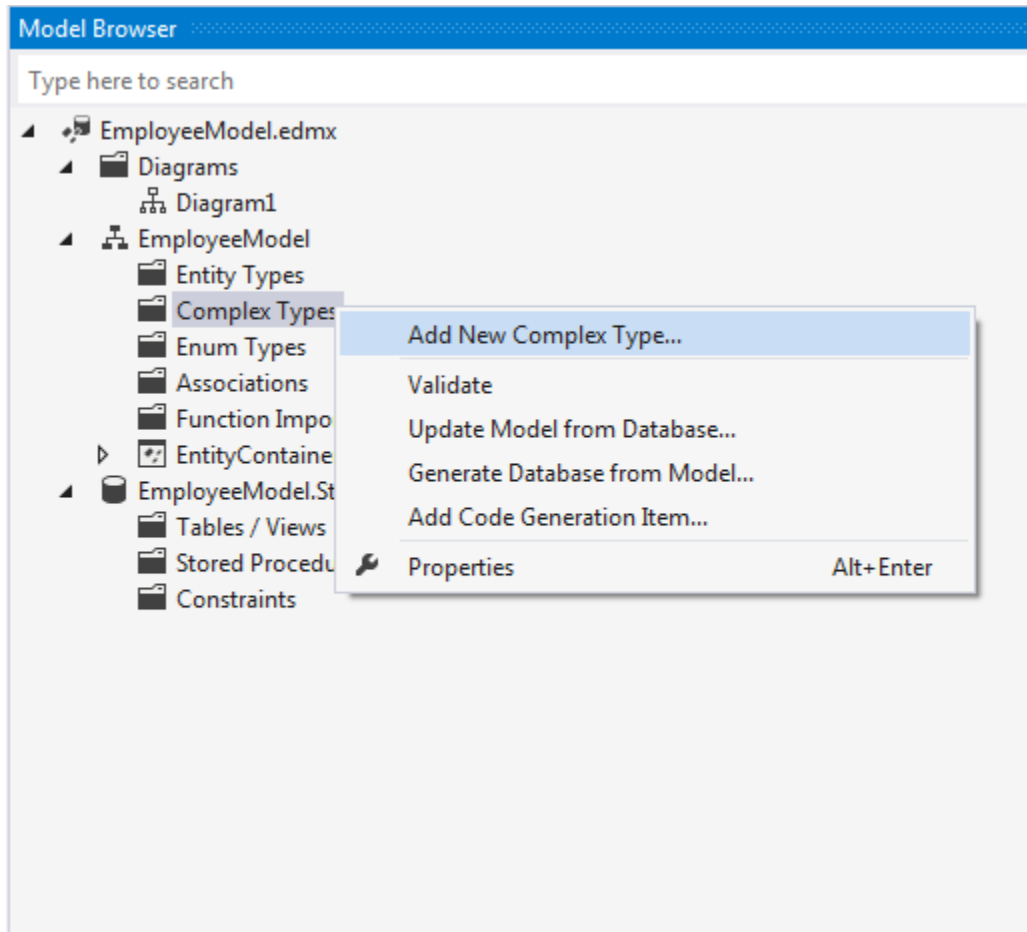 Model Browser
Type here to search
EmployeeModel.edmx
Diagrams
Diagram1
EmployeeModel
Entity Types
Complex Types
Add New Complex Type...
Enum Types
Validate
Associations
Function Impo
Update Model from Database...
EntityContaine
Generate Database from Model...
EmployeeModel.St
Add Code Generation Item...
Tables / Views
Stored Procedu
Properties Alt+Enter
Constraints